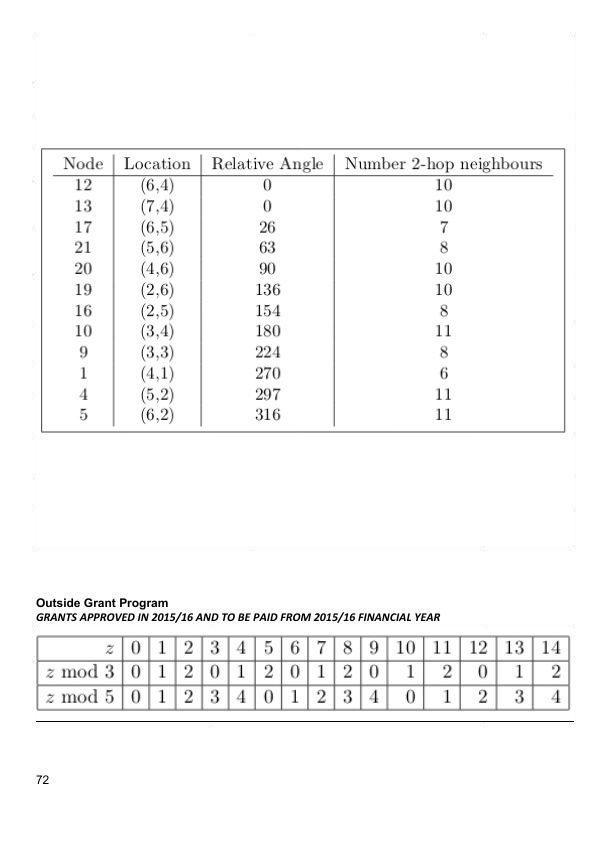 Node Location Relative Angle Number 2-hop neighbours
12 (6,4) 0 10
13 (7,4) 0 10
17 (6,5) 26 7
21 (5,6) 63 8
20 (4,6) 90 10
19 (2,6) 136 10
16 (2,5) 154 8
10 (3,4) 180 11
9 (3,3) 224 8
1 (4,1) 270 6
4 (5,2) 297 11
5 (6,2) 316 11
Outside Grant Program
GRANTS APPROVED IN 2015/16 AND TO BE PAID FROM 2015/16 FINANCIAL YEAR
z 0 1 2 3 4 5 6 7 8 9 10 11 12 13 14
z mod 3 0 1 2 0 1 2 0 1 2 0 1 2 0 1 2
z mod 5 0 1 2 3 4 0 1 2 3 4 0 1 2 3 4
72